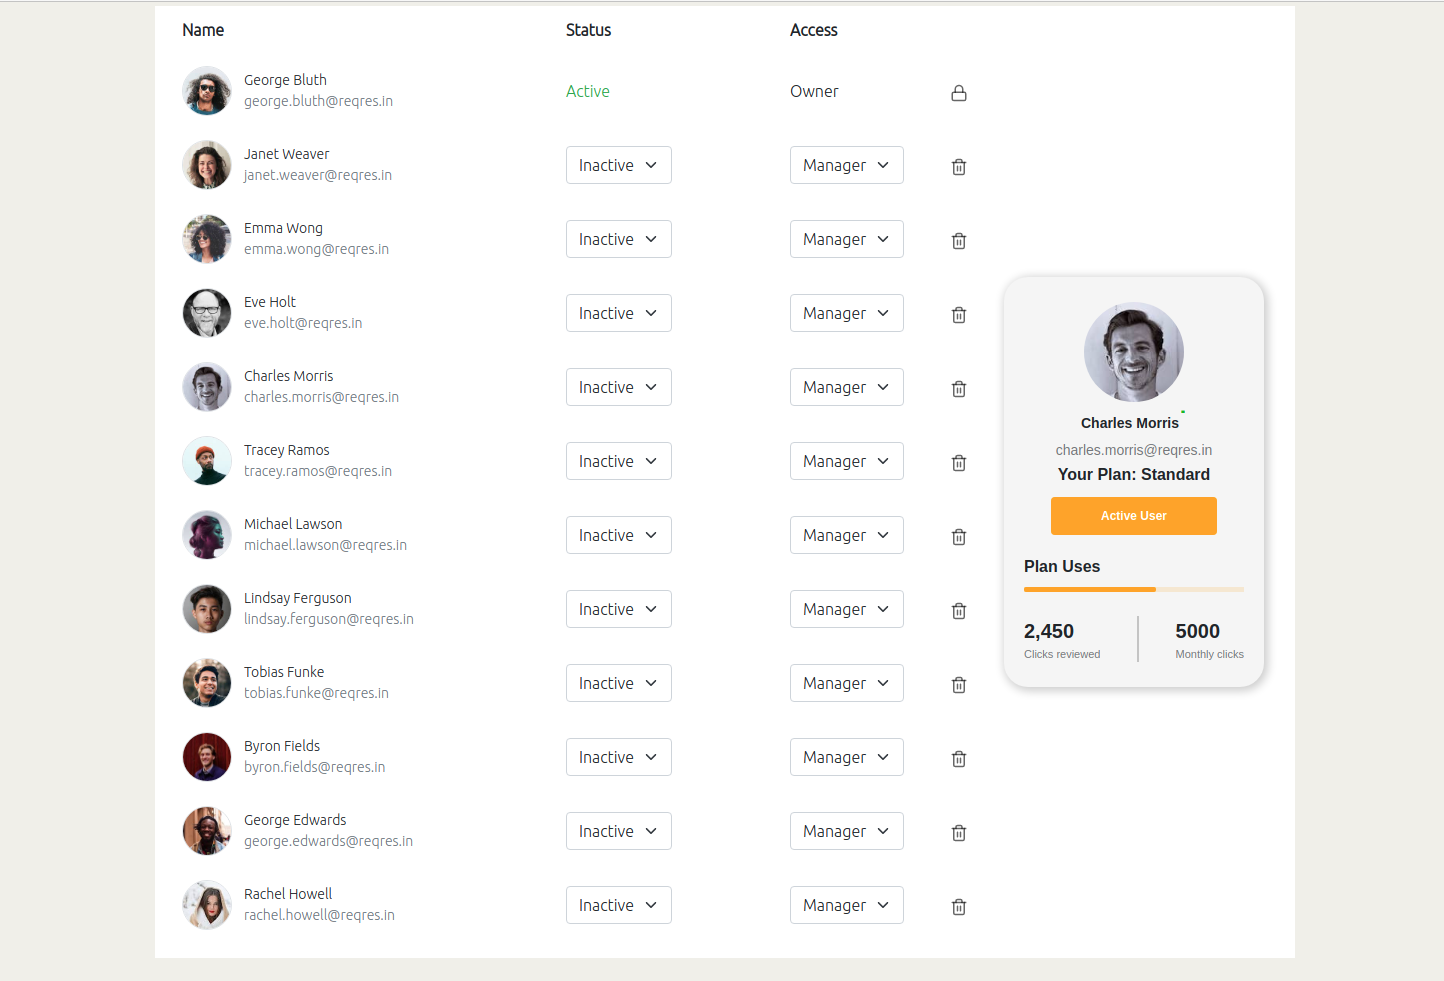 Name Status Access
George Bluth
george.bluth@reqres.in
Active Owner
Janet Weaver
janet.weaver@reqres.in
Inactive Manager
Emma Wong
emma.wong@reqres.in
Inactive Manager
Eve Holt
eve.holt@reqres.in
Inactive Manager
Charles Morris
charles.morris@reqres.in
Inactive Manager
Tracey Ramos
tracey.ramos@reqres.in
Inactive Manager
Michael Lawson
michael.lawson@reqres.in
Inactive Manager
Lindsay Ferguson
lindsay.ferguson@reqres.in
Inactive Manager
Tobias Funke
tobias.funke@reqres.in
Inactive Manager
Byron Fields
byron.fields@reqres.in
Inactive Manager
George Edwards
george.edwards@reqres.in
Inactive Manager
Rachel Howell
rachel.howell@reqres.in
Inactive Manager
Charles Morris
charles.morris@reqres.in
Your Plan: Standard
Active User
Plan Uses
2,450 5000
Clicks reviewed Monthly clicks